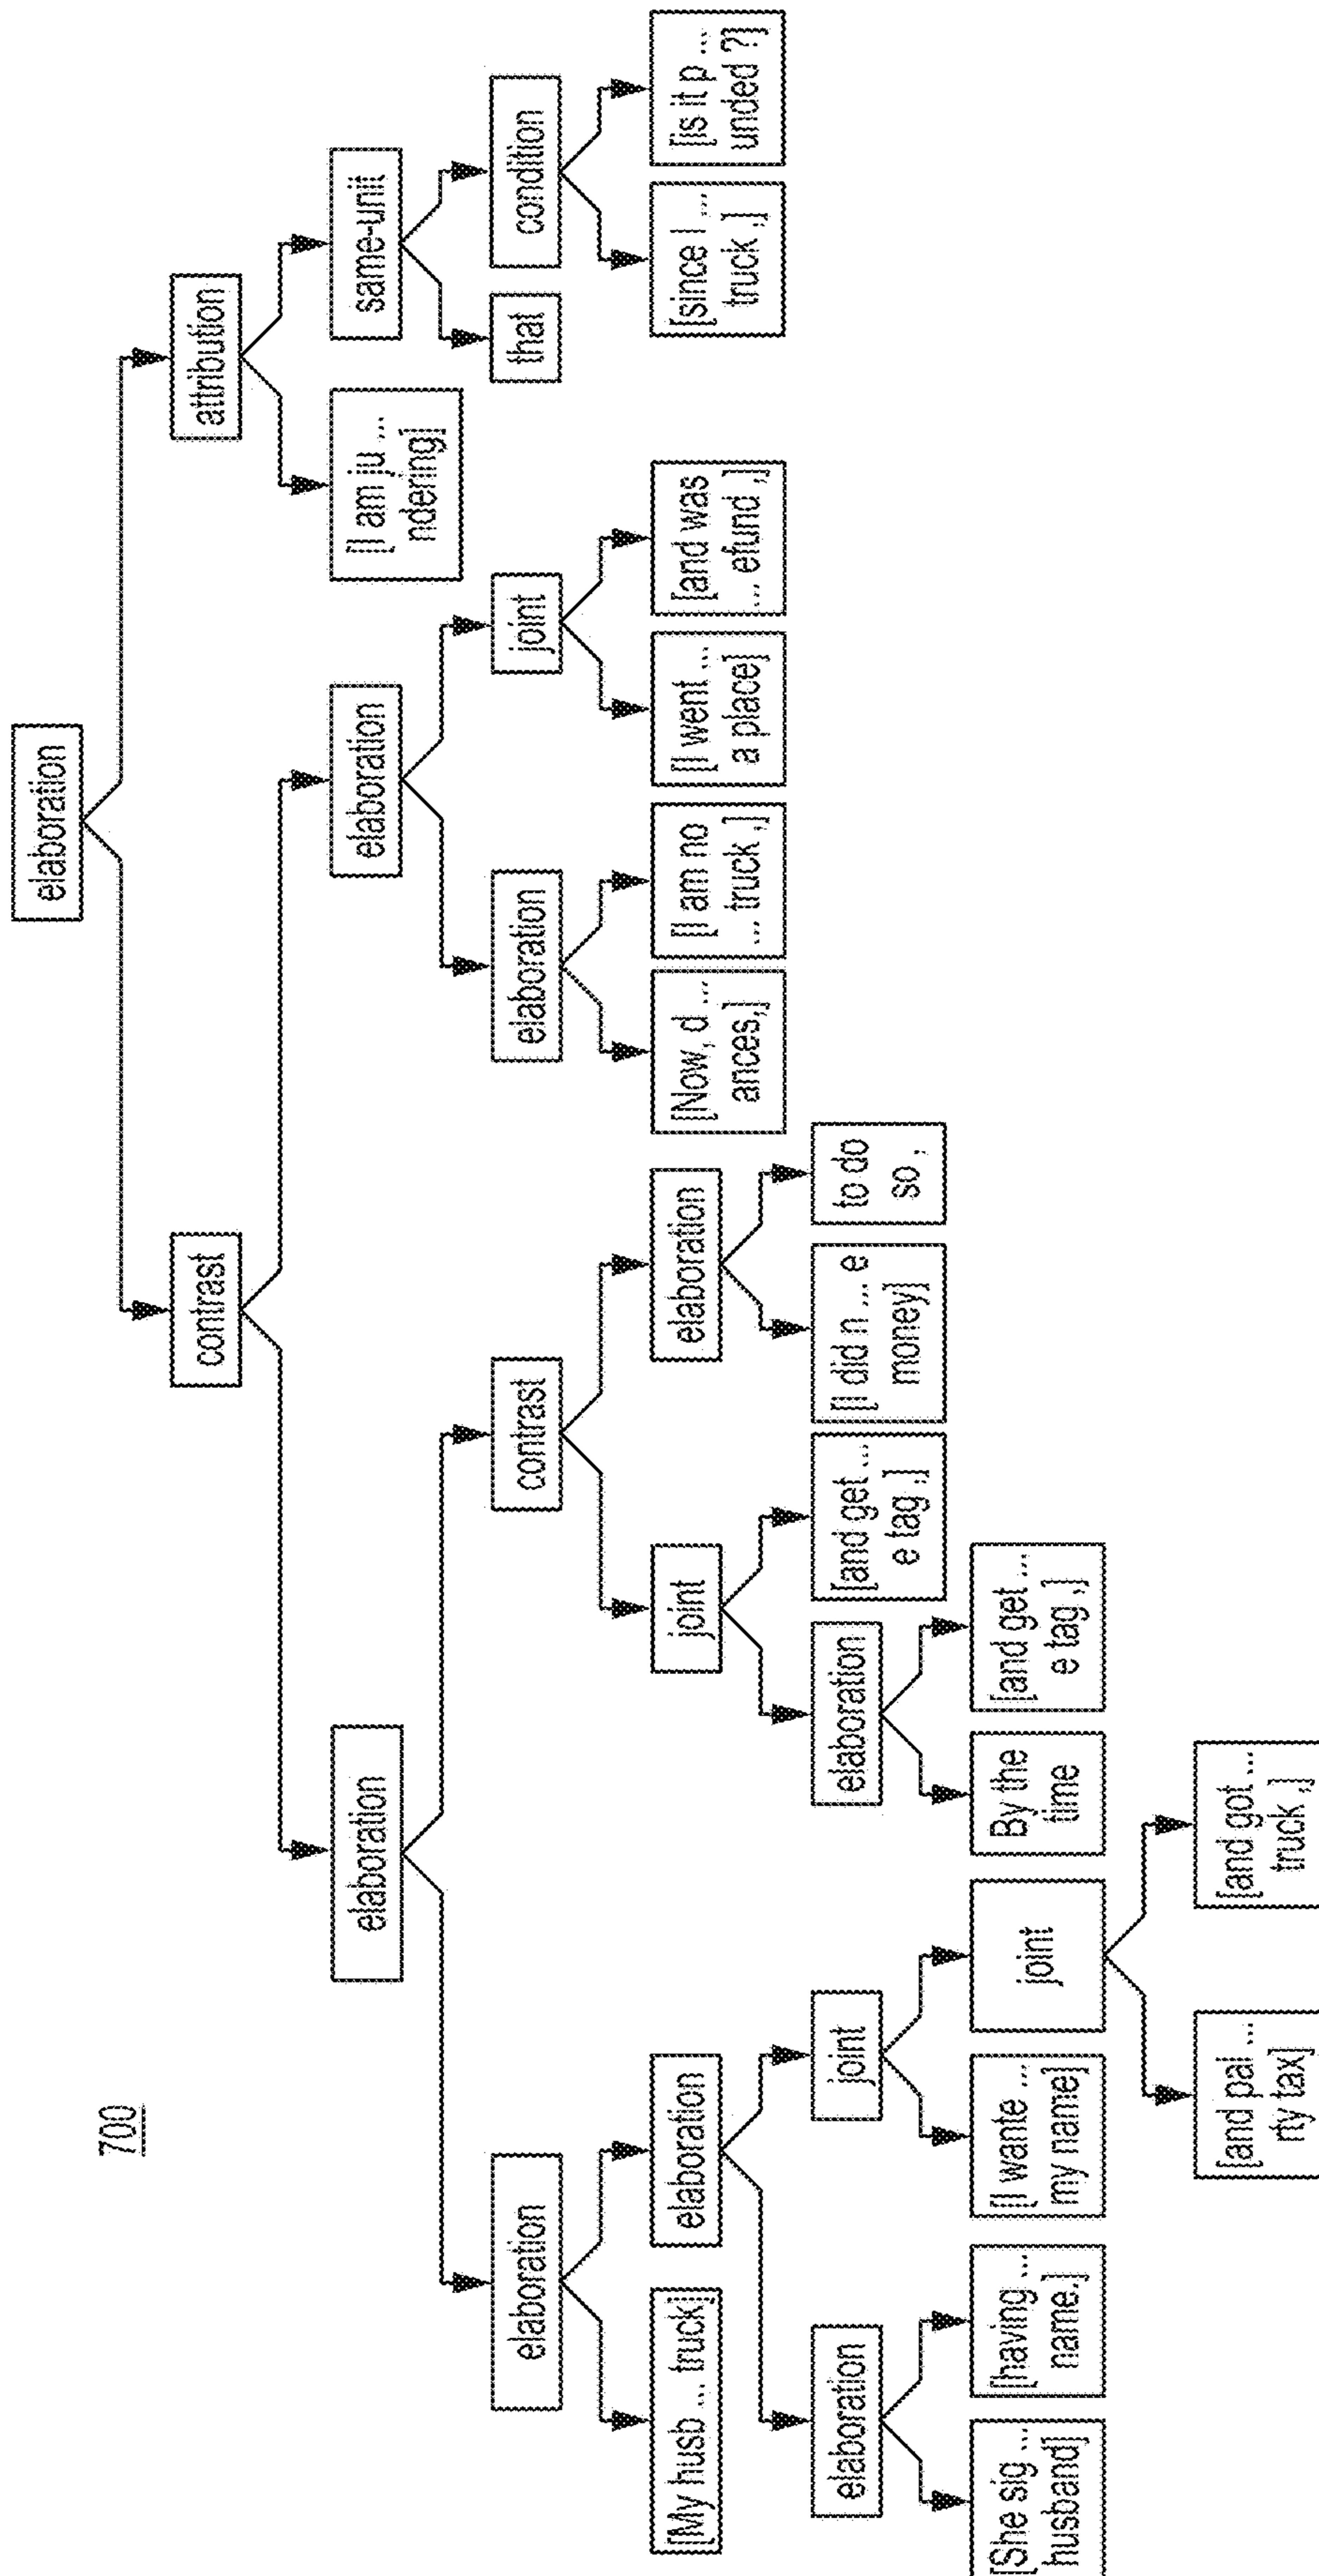 700
elaboration
contrast
attribution
elaboration
elaboration
[I am ju ...
ndering]
same-unit
elaboration
contrast
elaboration
joint
that
condition
[My husb ... truck]
elaboration
joint
elaboration
[Now, d ...
ances,]
[I am no
... truck ,]
[I went ...
a place]
[and was
... efund ,]
[since I ...
truck ,]
[is it p ...
unded ?]
elaboration
joint
elaboration
[and get ...
e tag ,]
[I did n ... e
money]
to do
so ,
[She sig ...
husband]
[having ...
name.]
[I wante ...
my name]
joint
By the
time
[and get ...
e tag ,]
[and pal ...
rty tax]
[and got ...
truck ,]